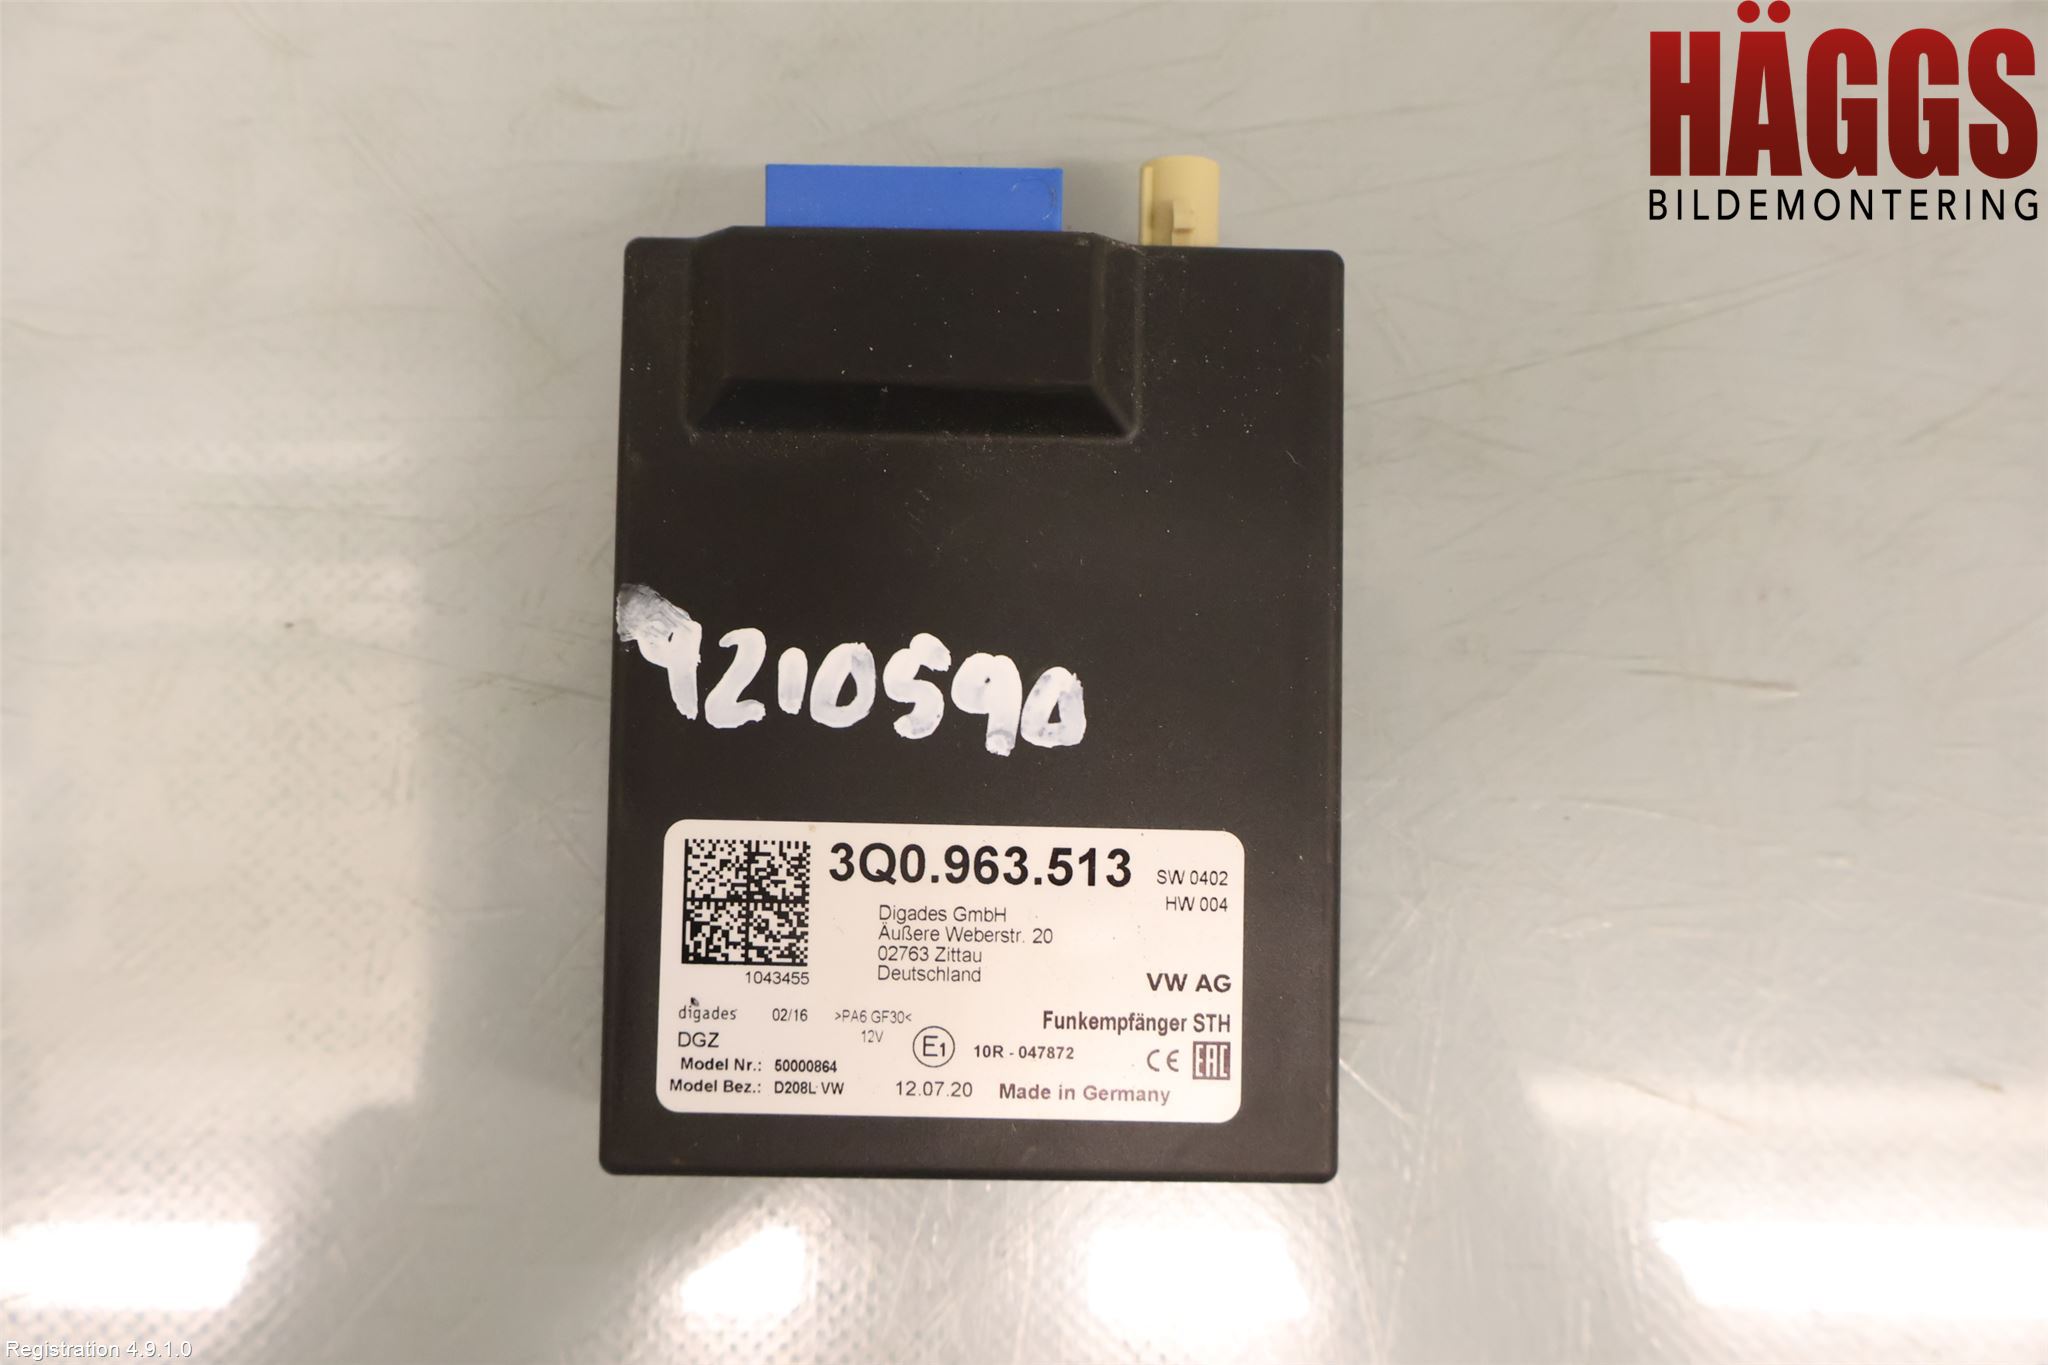 HÄGGS
BILDEMONTERING
9210590
3Q0.963.513
SW 0402
HW 004
Digades GmbH
Äußere Weberstr. 20
02763 Zittau
Deutschland
1043455
VW AG
digades 02/16 >PA6 GF30<
12V
DGZ
Funkempfänger STH
E1 10R - 047872
CE EAC
Model Nr.: 50000864
Model Bez.: D208L VW
12.07.20 Made in Germany
Registration 4.9.1.0